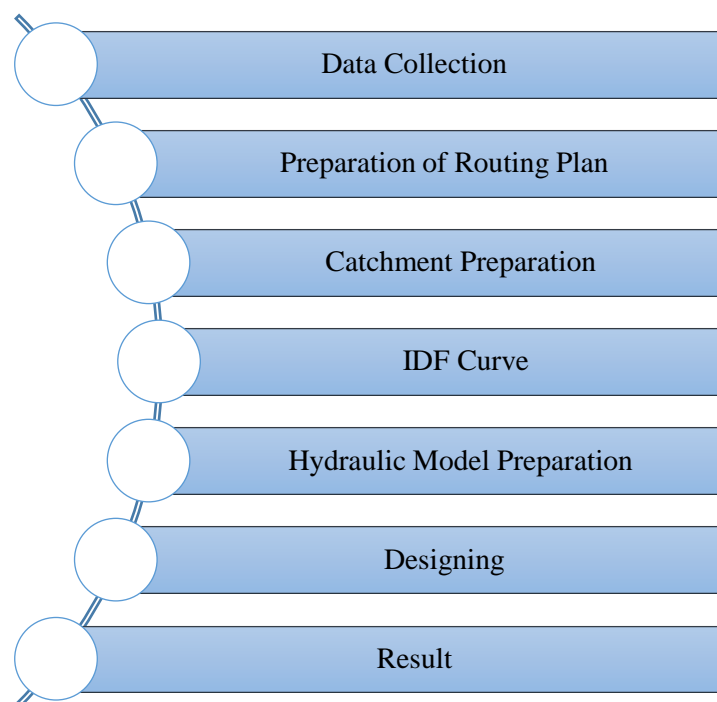 Data Collection
Preparation of Routing Plan
Catchment Preparation
IDF Curve
Hydraulic Model Preparation
Designing
Result